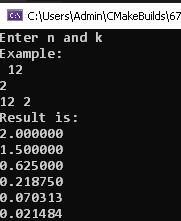 C:\Users\Admin\CMakeBuilds\67
Enter n and k
Example:
 12
2
12 2
Result is:
2.000000
1.500000
0.625000
0.218750
0.070313
0.021484